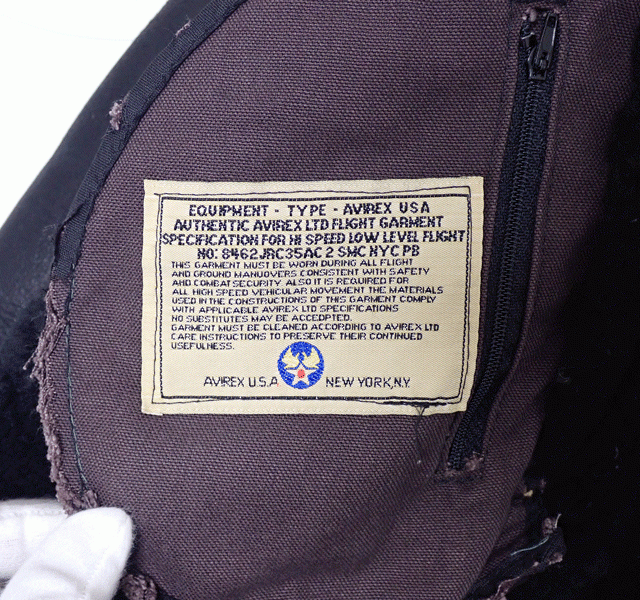 EQUIPMENT - TYPE - AVIREX USA
AUTHENTIC AVIREX LTD FLIGHT GARMENT
SPECIFICATION FOR HI SPEED LOW LEVEL FLIGHT
NO: 8462JRC35AC 2 SMC NYC PB
THIS GARMENT MUST BE WORN DURING ALL FLIGHT
AND GROUND MANUOVERS CONSISTENT WITH SAFETY
AND COMBAT SECURITY. ALSO IT IS REQUIRED FOR
ALL HIGH SPEED VEHICULAR MOVEMENT THE MATERIALS
USED IN THE CONSTRUCTIONS OF THIS GARMENT COMPLY
WITH APPLICABLE AVIREX LTD SPECIFICATIONS
NO SUBSTITUTES MAY BE ACCEDPTED.
GARMENT MUST BE CLEANED ACCORDING TO AVIREX LTD
CARE INSTRUCTIONS TO PRESERVE THEIR CONTINUED
USEFULNESS.
AVIREX U.S.A NEW YORK,N.Y.